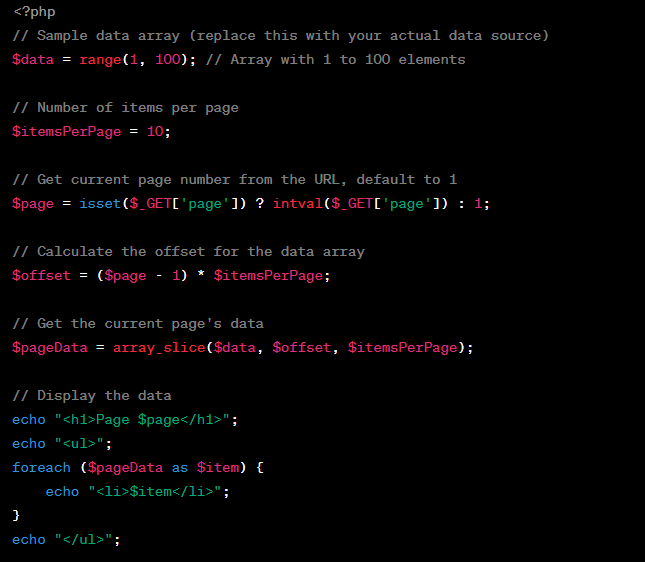 <?php
// Sample data array (replace this with your actual data source)
$data = range(1, 100); // Array with 1 to 100 elements
// Number of items per page
$itemsPerPage = 10;
// Get current page number from the URL, default to 1
$page = isset($_GET['page']) ? intval($_GET['page']) : 1;
// Calculate the offset for the data array
$offset = ($page - 1) * $itemsPerPage;
// Get the current page's data
$pageData = array_slice($data, $offset, $itemsPerPage);
// Display the data
echo "<h1>Page $page</h1>";
echo "<ul>";
foreach ($pageData as $item) {
    echo "<li>$item</li>";
}
echo "</ul>";